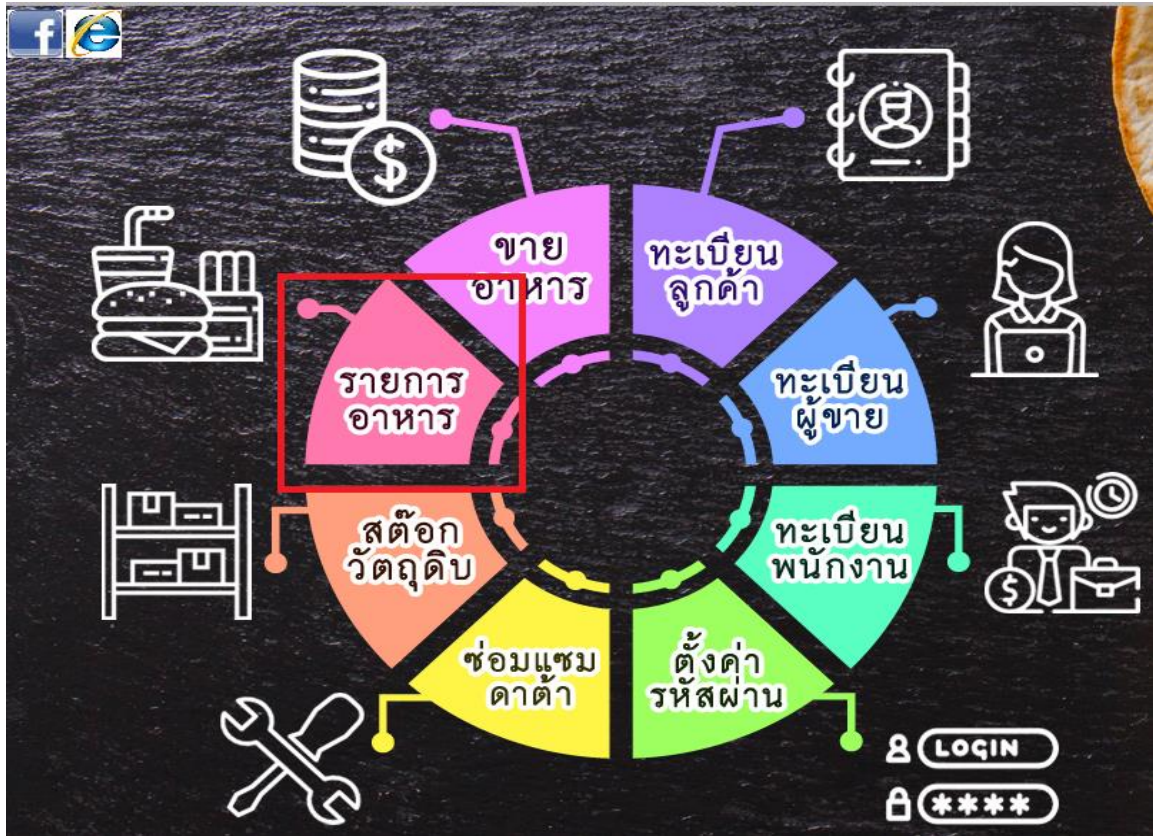 f
e
$
ขาย
อาหาร
ทะเบียน
ลูกค้า
รายการ
อาหาร
ทะเบียน
ผู้ขาย
สต๊อก
วัตถุดิบ
ทะเบียน
พนักงาน
$
ซ่อมแซม
ดาต้า
ตั้งค่า
รหัสผ่าน
LOGIN
****